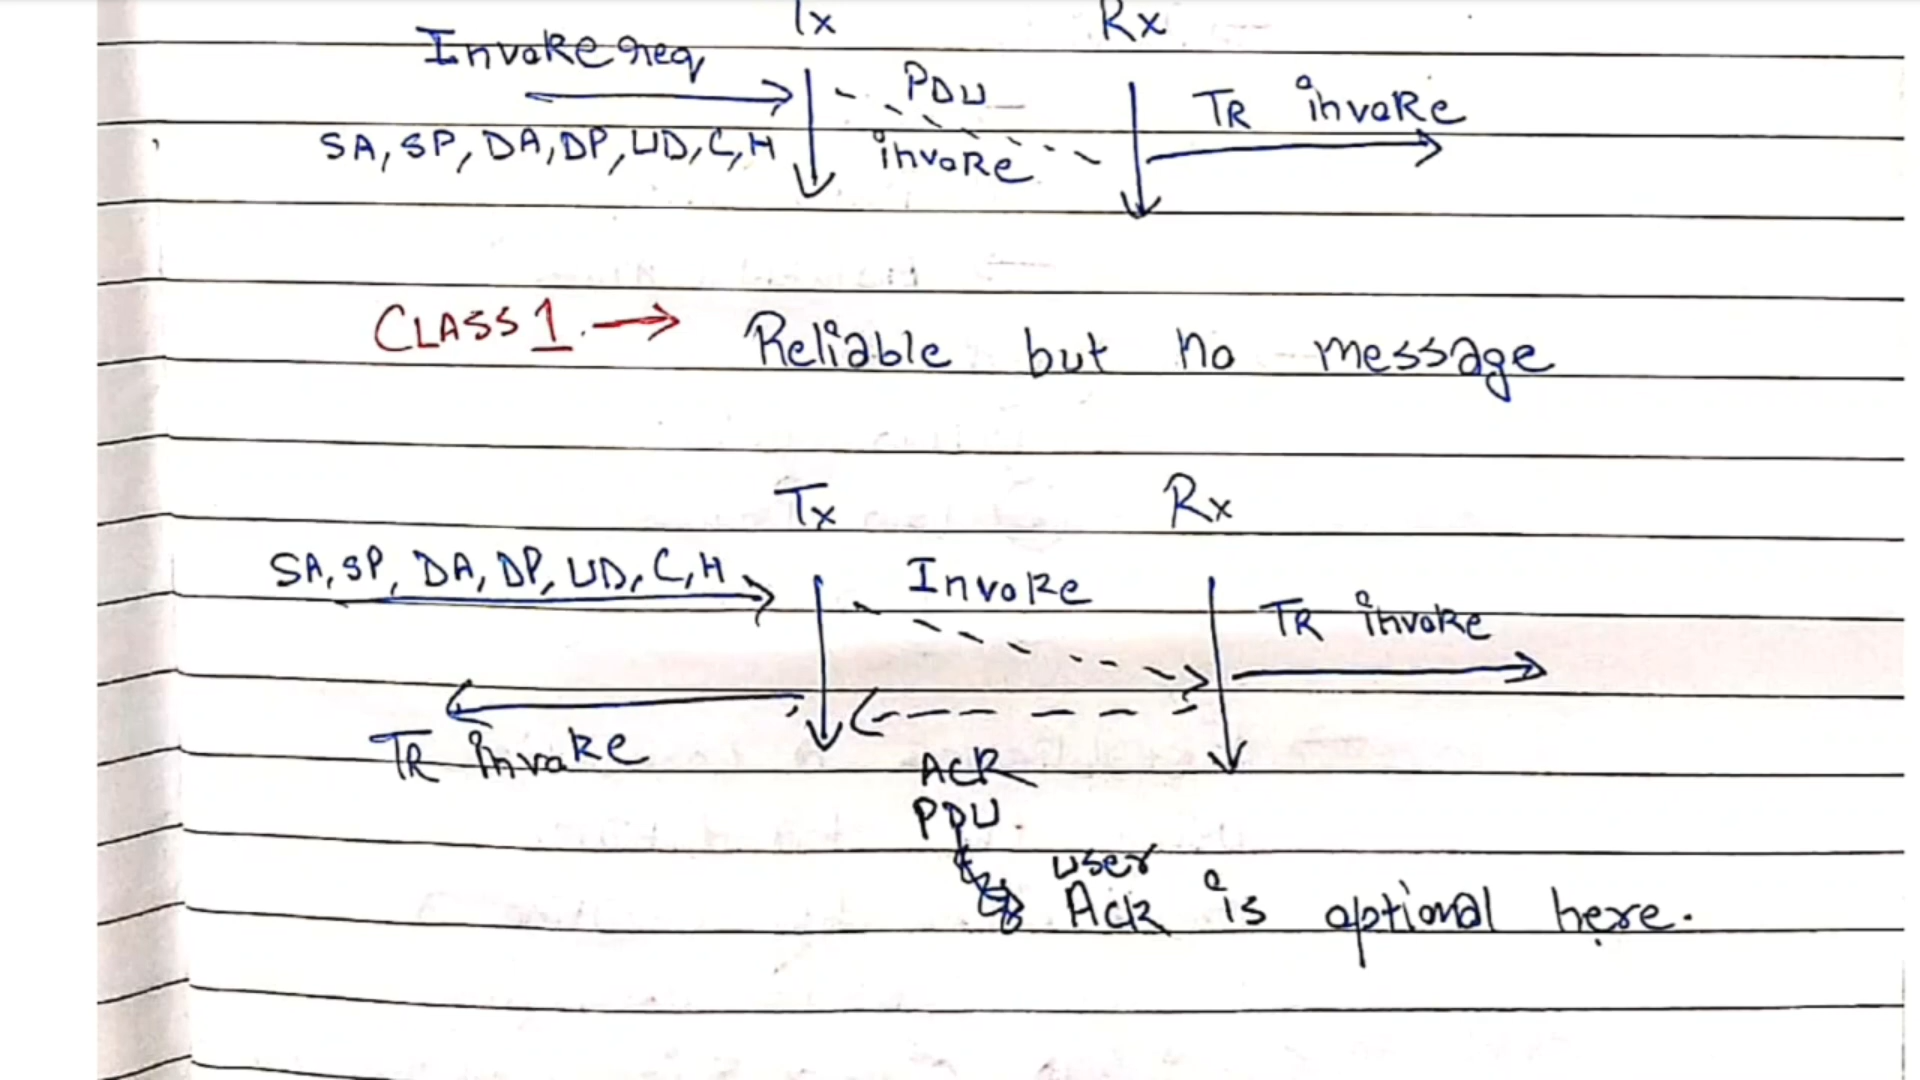 Tx Rx
Invoke req
PDU
TR invoke
SA, SP, DA, DP, UD, C, H
invoke
CLASS 1 → Reliable but no message
Tx Rx
SA, SP, DA, DP, UD, C, H
Invoke
TR invoke
TR invoke
ACK
PDU
user
Ack is optional here.